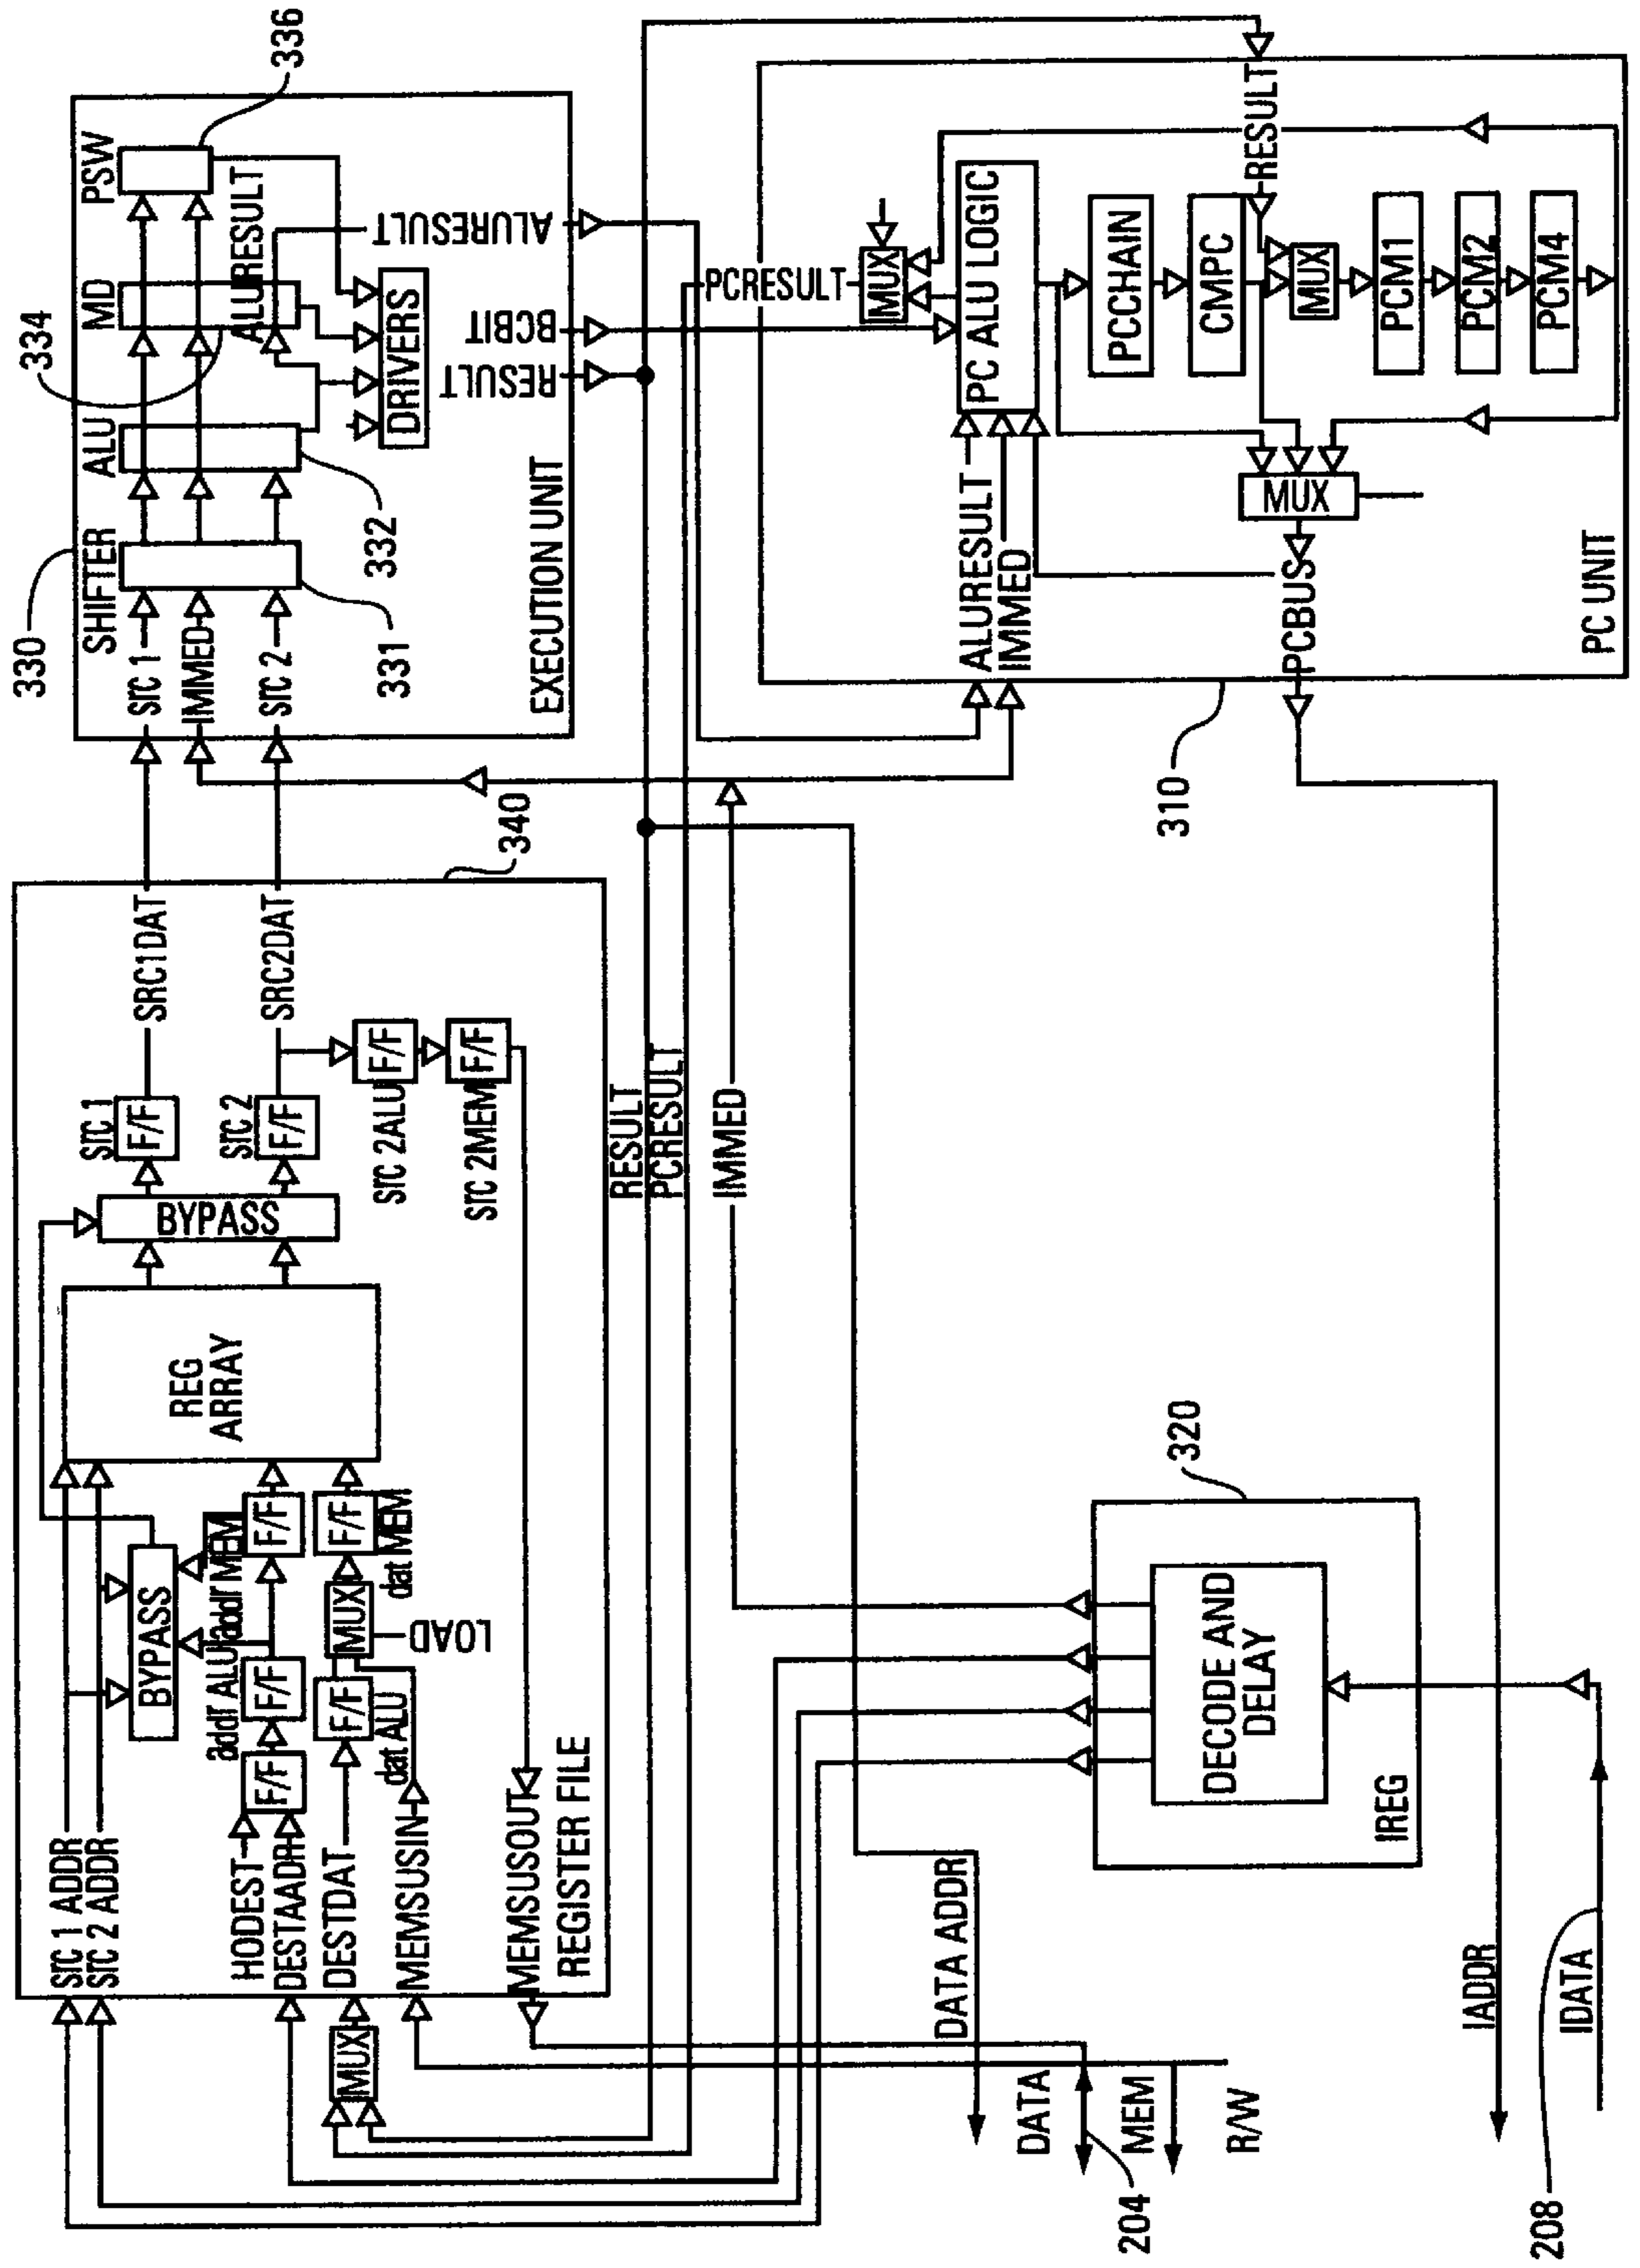 330
SHIFTER
ALU
334
MD
PSW
336
SrC 1
IMMED
SrC 2
331
332
ALURESULT
DRIVERS
EXECUTION UNIT
RESULT
BCBIT
ALURESULT
340
SrC 1 ADDR
SrC 2 ADDR
BYPASS
REG
ARRAY
BYPASS
SrC 1
F/F
SRC1DAT
SrC 2
F/F
SRC2DAT
SrC 2ALU
F/F
SrC 2MEM
F/F
HODEST
DESTAADR
F/F
addr ALU
F/F
addr MEM
F/F
DESTDAT
F/F
dat ALU
MUX
LOAD
F/F
dat MEM
MEMSUSIN
MEMSUSOUT
REGISTER FILE
MUX
RESULT
PCRESULT
IMMED
PCRESULT
MUX
ALURESULT
IMMED
PC ALU LOGIC
PCCHAIN
CMPC
RESULT
MUX
PCM1
PCM2
PCM4
MUX
PCBUS
PC UNIT
310
320
DECODE AND
DELAY
IREG
DATA ADDR
DATA
204
MEM
R/W
IADDR
IDATA
208